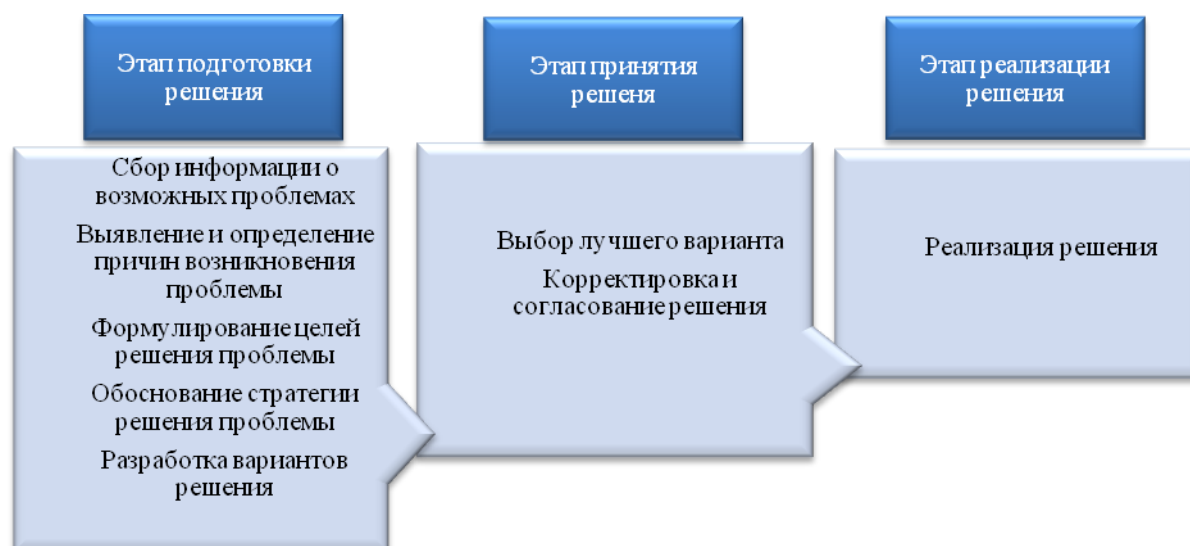 Этап подготовки
решения
Сбор информации о
возможных проблемах
Выявление и определение
причин возникновения
проблемы
Формулирование целей
решения проблемы
Обоснование стратегии
решения проблемы
Разработка вариантов
решения
Этап принятия
решеня
Выбор лучшего варианта
Корректировка и
согласование решения
Этап реализации
решения
Реализация решения